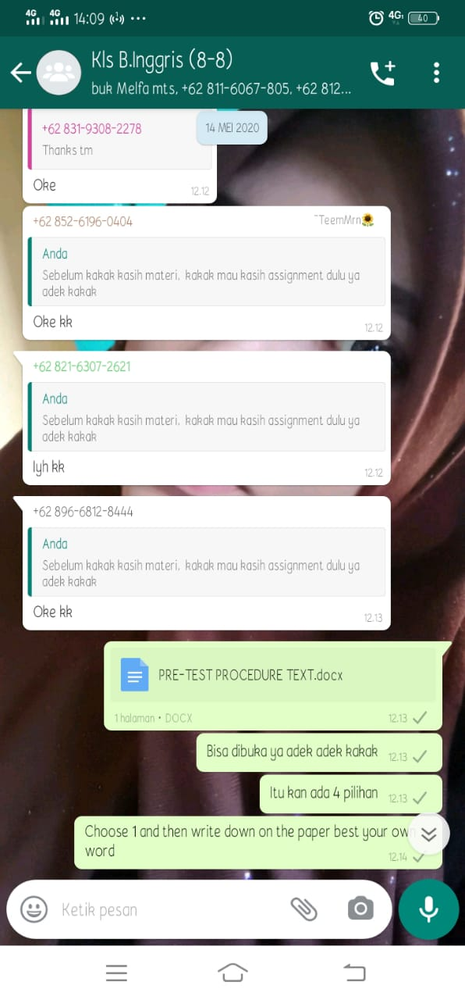 4G 4G 14:09 4G 40
Kls B.Inggris (8-8)
buk Melfa mts, +62 811-6067-805, +62 812...
14 MEI 2020
+62 831-9308-2278
Thanks tm
Oke 12.12
+62 852-6196-0404 ~TeemMrn🌻
Anda
Sebelum kakak kasih materi, kakak mau kasih assignment dulu ya
adek kakak
Oke kk 12.12
+62 821-6307-2621
Anda
Sebelum kakak kasih materi, kakak mau kasih assignment dulu ya
adek kakak
Iyh kk 12.12
+62 896-6812-8444
Anda
Sebelum kakak kasih materi, kakak mau kasih assignment dulu ya
adek kakak
Oke kk 12.13
PRE-TEST PROCEDURE TEXT.docx
1 halaman • DOCX 12.13
Bisa dibuka ya adek adek kakak 12.13
Itu kan ada 4 pilihan 12.13
Choose 1 and then write down on the paper best your own
word 12.14
Ketik pesan